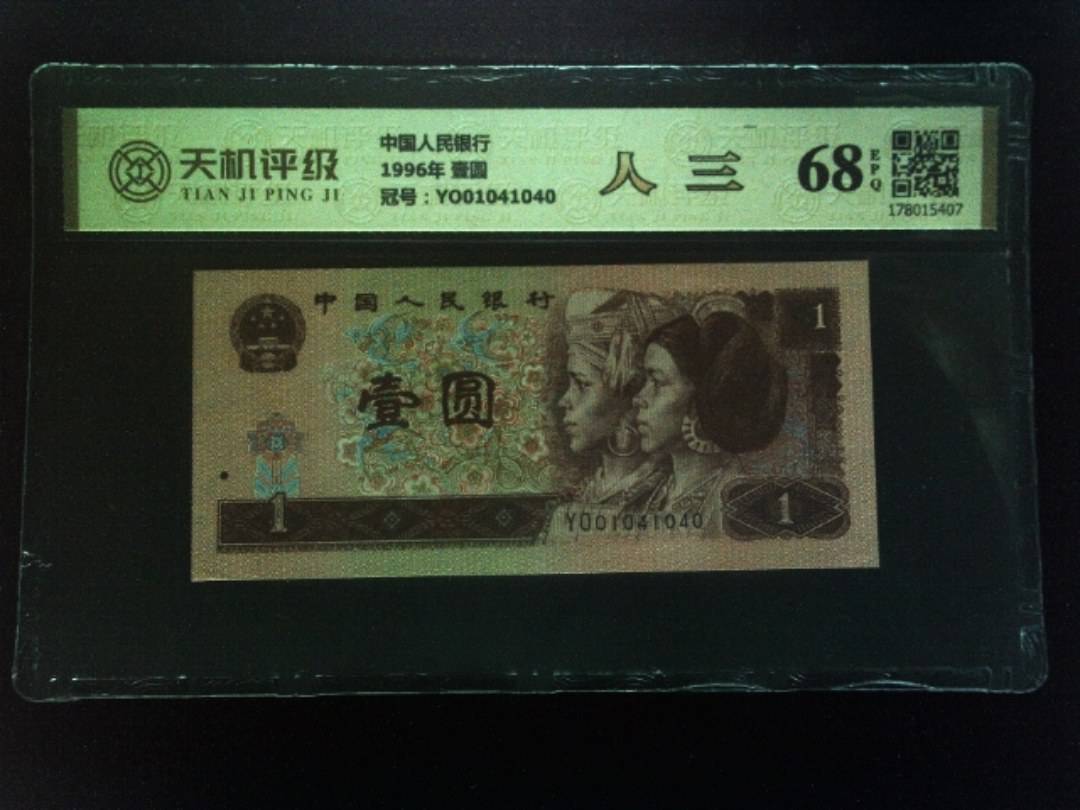 天机评级
TIAN JI PING JI
中国人民银行
1996年 壹圆
冠号：YO01041040
人 三
68
EPQ
178015407
中国人民银行
1
壹圆
1
YO01041040
1